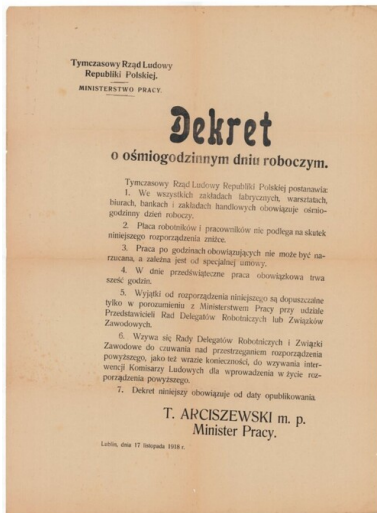 Tymczasowy Rząd Ludowy
Republiki Polskiej.
MINISTERSTWO PRACY.
Dekret
o ośmiogodzinnym dniu roboczym.
Tymczasowy Rząd Ludowy Republiki Polskiej postanawia:
1. We wszystkich zakładach fabrycznych, warsztatach,
biurach, bankach i zakładach handlowych obowiązuje ośmio-
godzinny dzień roboczy.
2. Płaca robotników i pracowników nie podlega na skutek
niniejszego rozporządzenia zniżce.
3. Praca po godzinach obowiązujących nie może być na-
rzucana, a zależna jest od specjalnej umowy.
4. W dnie przedświąteczne praca obowiązkowa trwa
sześć godzin.
5. Wyjątki od rozporządzenia niniejszego są dopuszczalne
tylko w porozumieniu z Ministerstwem Pracy przy udziale
Przedstawicieli Rad Delegatów Robotniczych lub Związków
Zawodowych.
6. Wzywa się Rady Delegatów Robotniczych i Związki
Zawodowe do czuwania nad przestrzeganiem rozporządzenia
powyższego, jako też wrazie konieczności, do wzywania inter-
wencji Komisarzy Ludowych dla wprowadzenia w życie roz-
porządzenia powyższego.
7. Dekret niniejszy obowiązuje od daty opublikowania.
T. ARCISZEWSKI m. p.
Minister Pracy.
Lublin, dnia 17 listopada 1918 r.